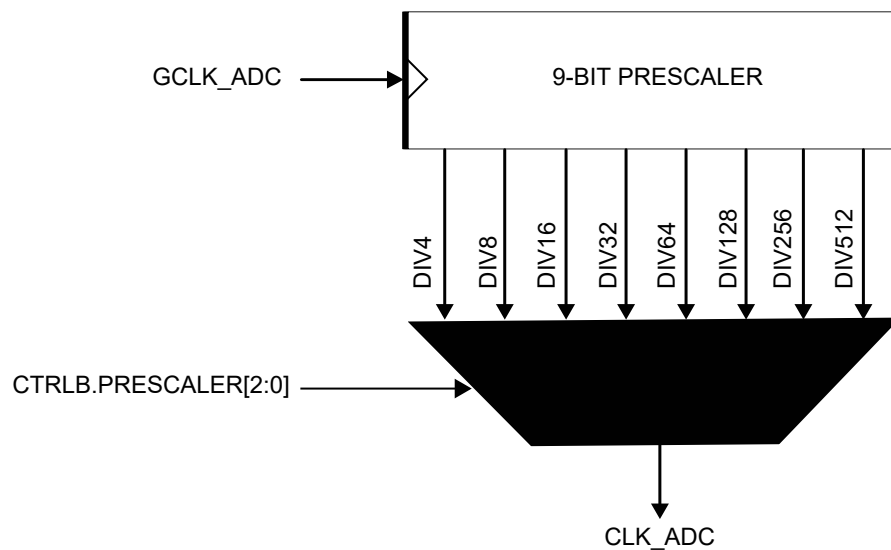 GCLK_ADC
9-BIT PRESCALER
DIV4
DIV8
DIV16
DIV32
DIV64
DIV128
DIV256
DIV512
CTRLB.PRESCALER[2:0]
CLK_ADC